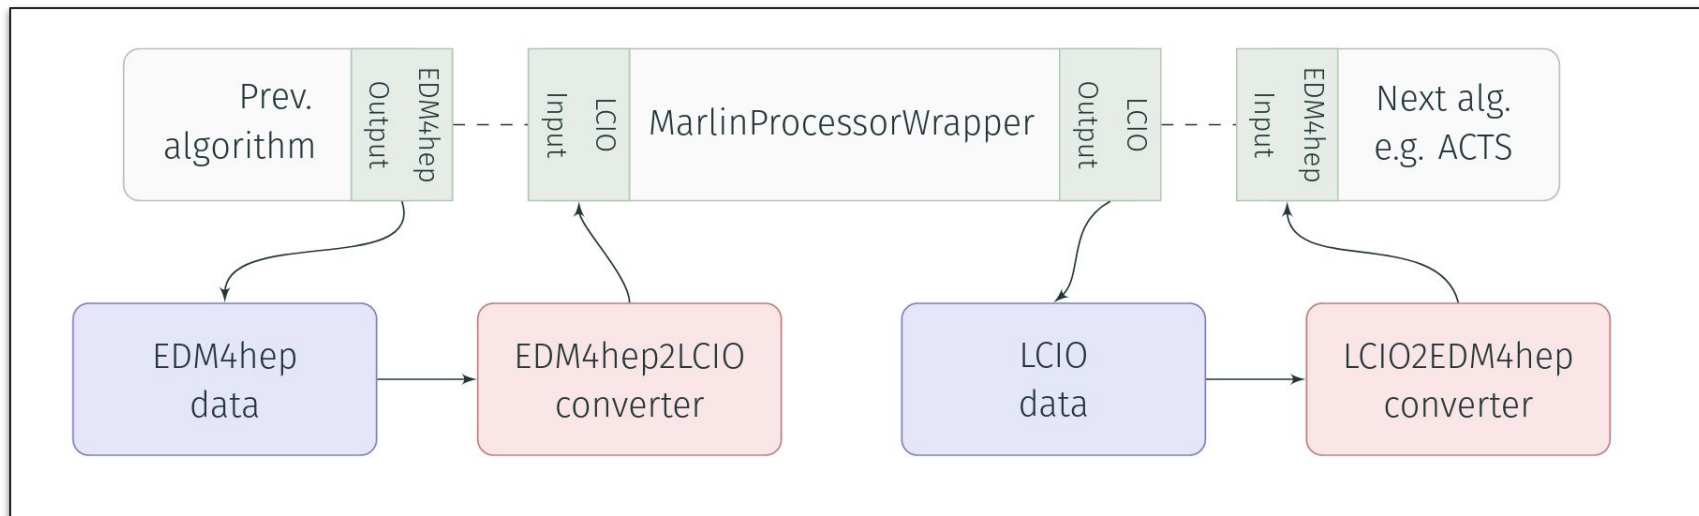 Prev.
algorithm
EDM4hep
Output
LCIO
Input
MarlinProcessorWrapper
LCIO
Output
EDM4hep
Input
Next alg.
e.g. ACTS
EDM4hep
data
EDM4hep2LCIO
converter
LCIO
data
LCIO2EDM4hep
converter